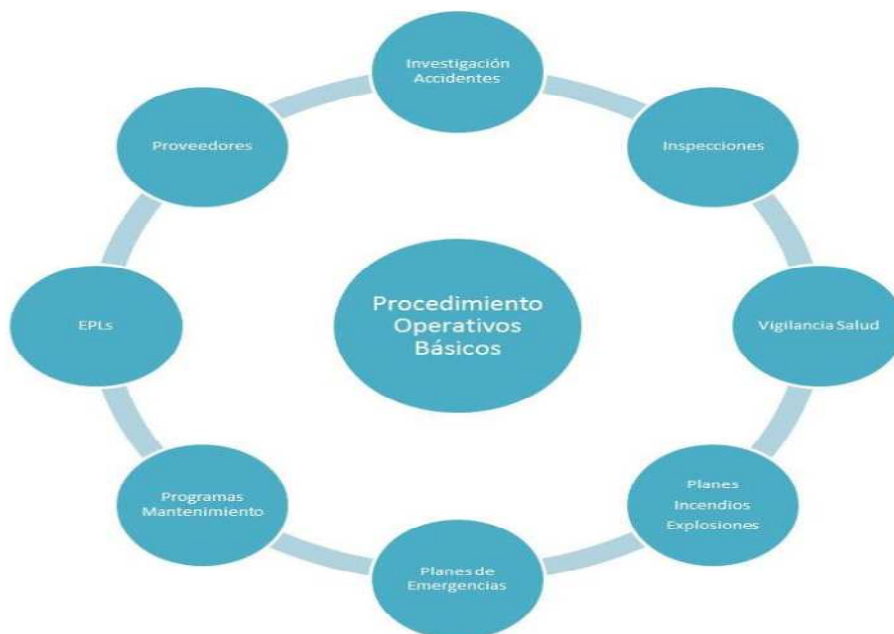 Investigación
Accidentes
Inspecciones
Vigilancia Salud
Planes
Incendios
Explosiones
Planes de
Emergencias
Programas
Mantenimiento
EPLs
Proveedores
Procedimiento
Operativos
Básicos